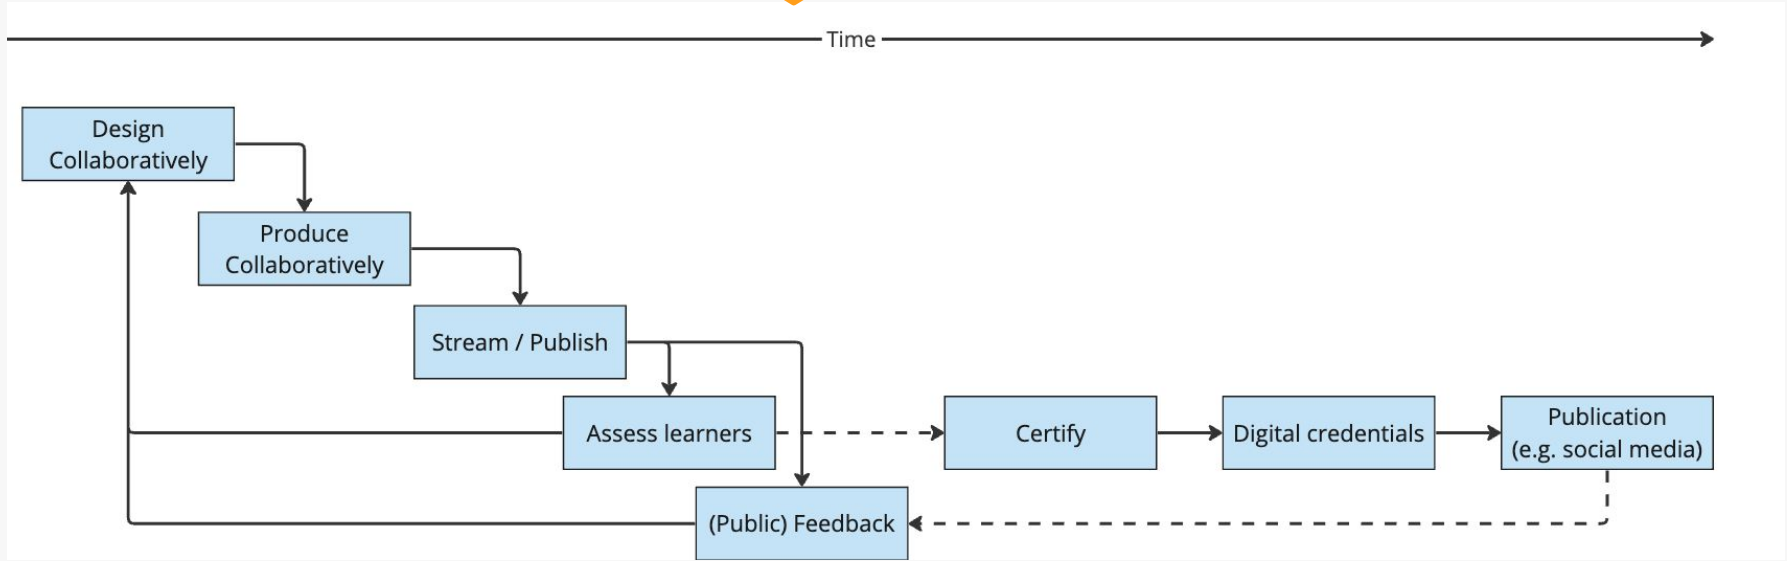 Time
Design
Collaboratively
Produce
Collaboratively
Stream / Publish
Assess learners
Certify
Digital credentials
Publication
(e.g. social media)
(Public) Feedback